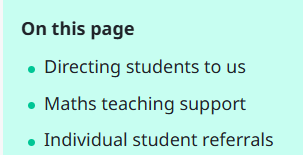 On this page
Directing students to us
Maths teaching support
Individual student referrals